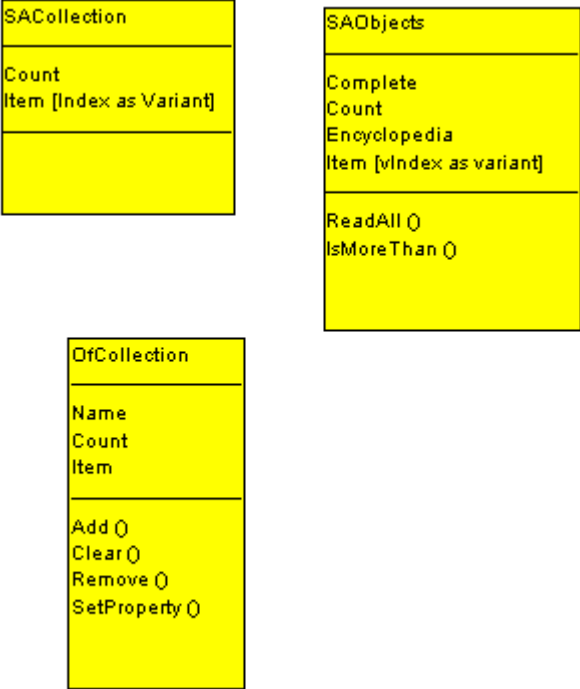 SACollection
Count
Item [Index as Variant]
SAObjects
Complete
Count
Encyclopedia
Item [vIndex as variant]
ReadAll ()
IsMoreThan ()
OfCollection
Name
Count
Item
Add ()
Clear ()
Remove ()
SetProperty ()